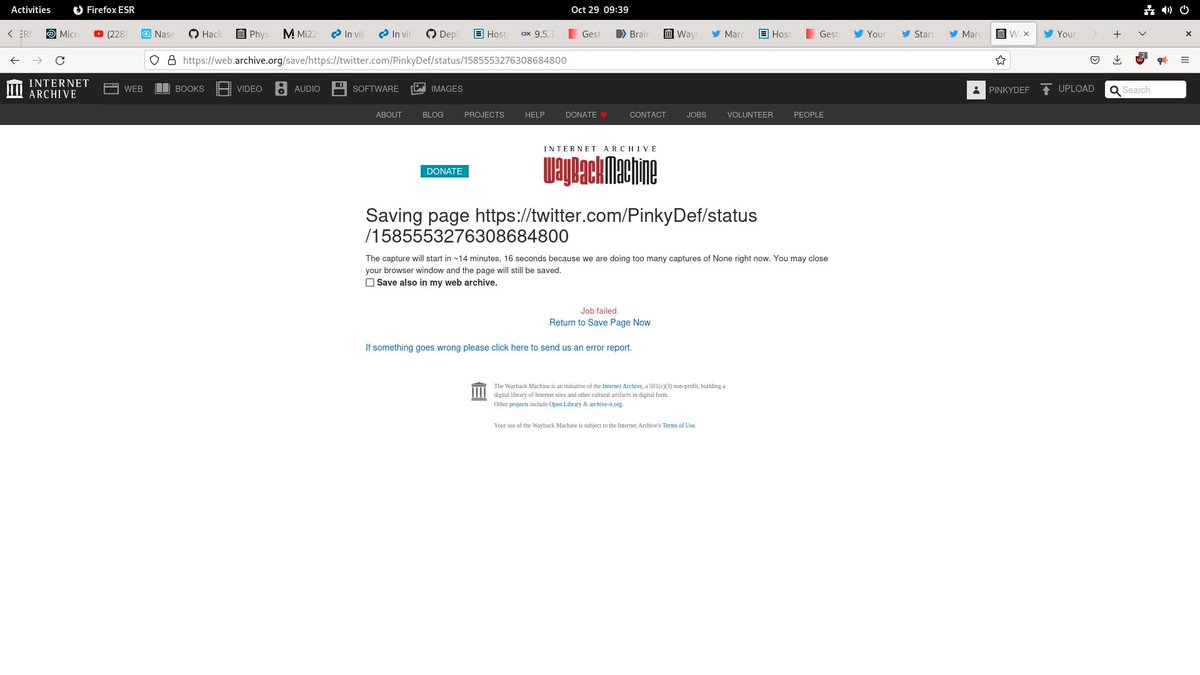 Activities Firefox ESR Oct 29 09:39
Micr (228 Nase Hack Phys Mi22 In vit In vit Depl Host 9.5. Gest Brain Wayl Marc Host Gest Your Start Marc W Your
https://web.archive.org/save/https://twitter.com/PinkyDef/status/1585553276308684800
INTERNET ARCHIVE WEB BOOKS VIDEO AUDIO SOFTWARE IMAGES PINKYDEF UPLOAD Search
ABOUT BLOG PROJECTS HELP DONATE CONTACT JOBS VOLUNTEER PEOPLE
DONATE
INTERNET ARCHIVE
WayBackMachine
Saving page https://twitter.com/PinkyDef/status
/1585553276308684800
The capture will start in ~14 minutes, 16 seconds because we are doing too many captures of None right now. You may close
your browser window and the page will still be saved.
Save also in my web archive.
Job failed.
Return to Save Page Now
If something goes wrong please click here to send us an error report.
The Wayback Machine is an initiative of the Internet Archive, a 501(c)(3) non-profit, building a
digital library of Internet sites and other cultural artifacts in digital form.
Other projects include Open Library & archive-it.org.
Your use of the Wayback Machine is subject to the Internet Archive's Terms of Use.